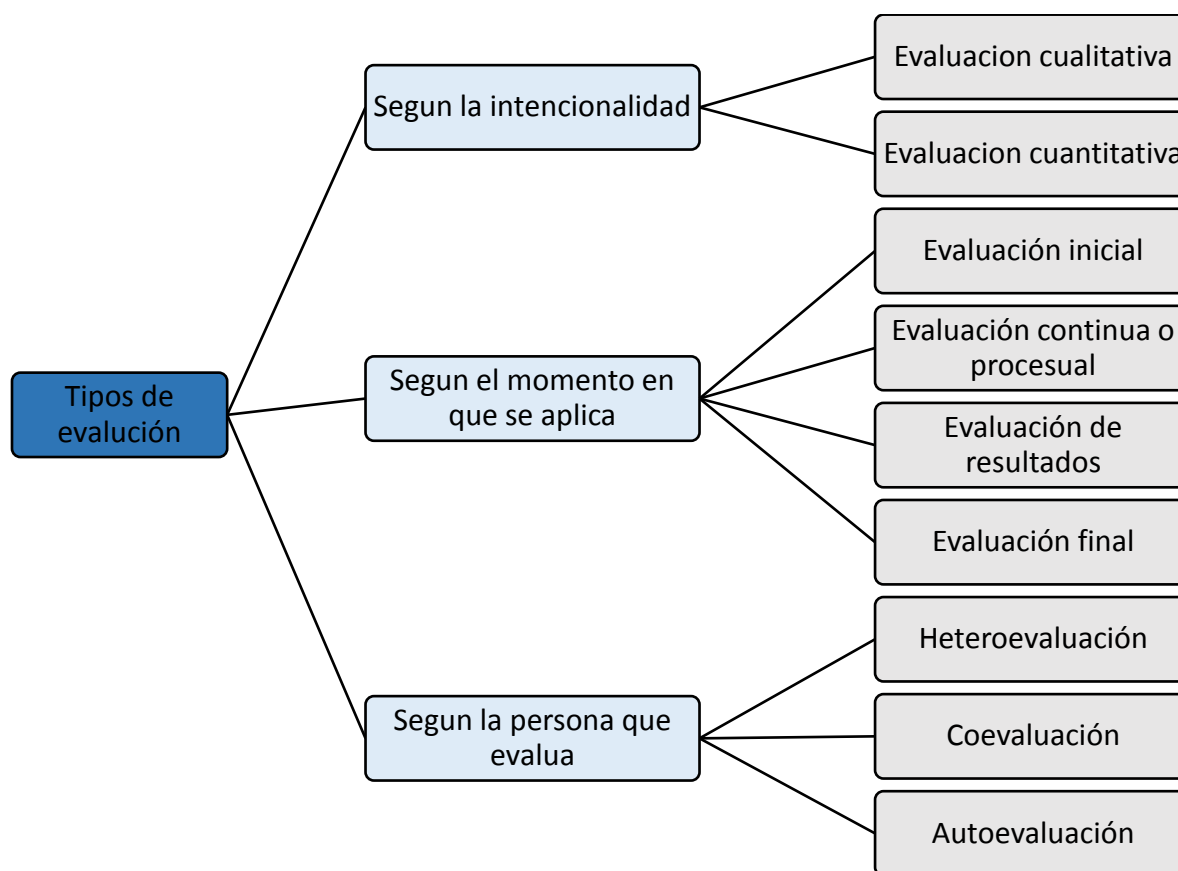 Tipos de
evalución
Segun la intencionalidad
Evaluacion cualitativa
Evaluacion cuantitativa
Segun el momento en
que se aplica
Evaluación inicial
Evaluación continua o
procesual
Evaluación de
resultados
Evaluación final
Segun la persona que
evalua
Heteroevaluación
Coevaluación
Autoevaluación